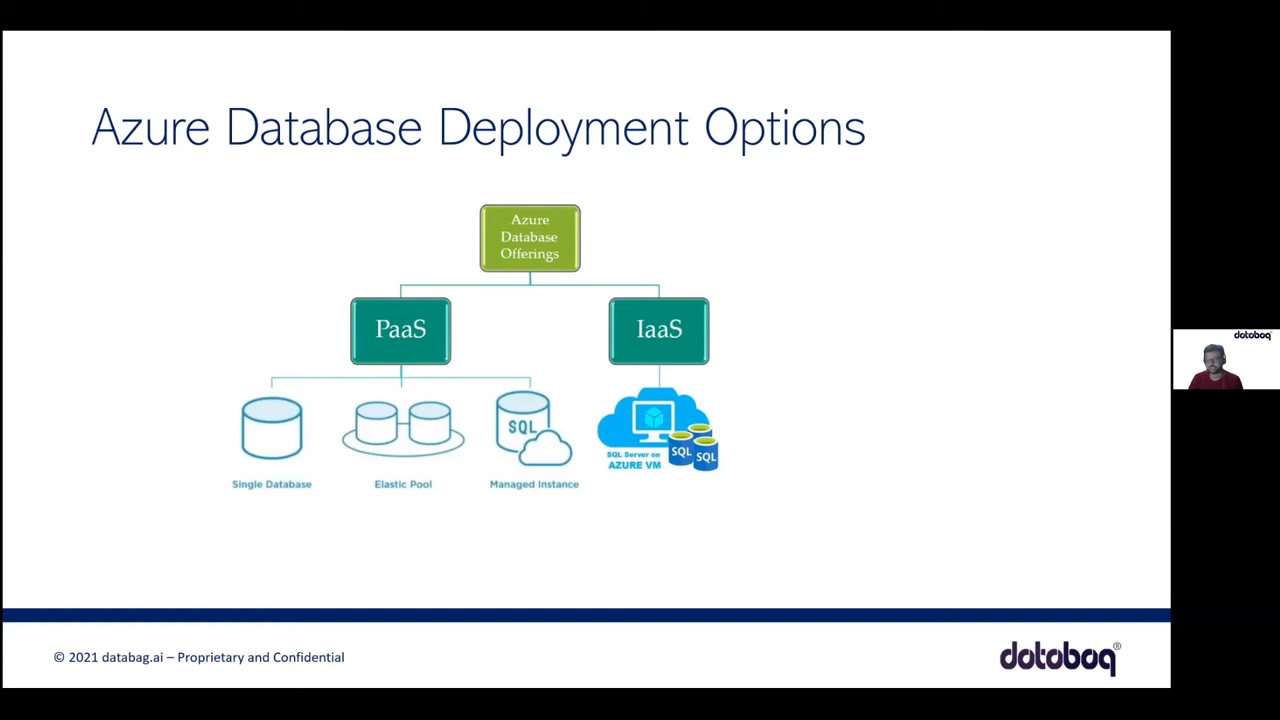 Azure Database Deployment Options
Azure
Database
Offerings
PaaS
IaaS
SQL
SQL Server on
AZURE VM
SQL
SQL
Single Database
Elastic Pool
Managed Instance
© 2021 databag.ai – Proprietary and Confidential
databag®
databag®